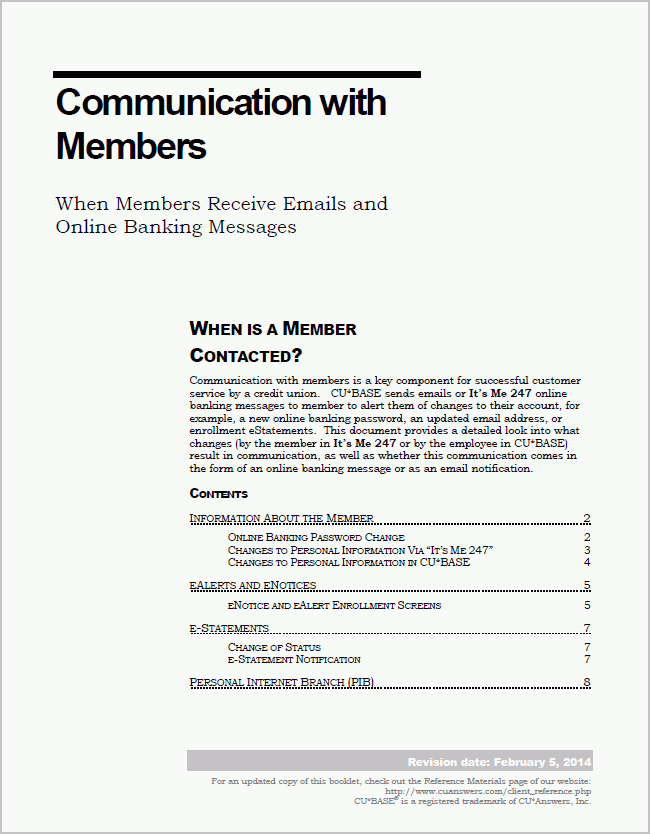 Communication with
Members
When Members Receive Emails and
Online Banking Messages
WHEN IS A MEMBER
CONTACTED?
Communication with members is a key component for successful customer
service by a credit union.   CU*BASE sends emails or It's Me 247 online
banking messages to member to alert them of changes to their account, for
example, a new online banking password, an updated email address, or
enrollment eStatements.  This document provides a detailed look into what
changes (by the member in It's Me 247 or by the employee in CU*BASE)
result in communication, as well as whether this communication comes in
the form of an online banking message or as an email notification.
CONTENTS
INFORMATION ABOUT THE MEMBER 2
ONLINE BANKING PASSWORD CHANGE 2
CHANGES TO PERSONAL INFORMATION VIA "IT'S ME 247" 3
CHANGES TO PERSONAL INFORMATION IN CU*BASE 4
EALERTS AND ENOTICES 5
ENOTICE AND EALERT ENROLLMENT SCREENS 5
E-STATEMENTS 7
CHANGE OF STATUS 7
E-STATEMENT NOTIFICATION 7
PERSONAL INTERNET BRANCH (PIB) 8
Revision date: February 5, 2014
For an updated copy of this booklet, check out the Reference Materials page of our website:
http://www.cuanswers.com/client_reference.php
CU*BASE® is a registered trademark of CU*Answers, Inc.